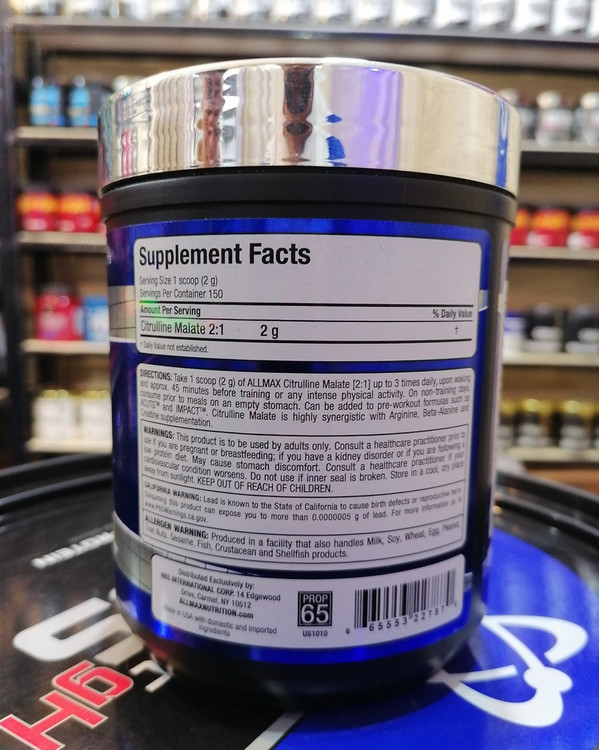 Supplement Facts
Serving Size 1 scoop (2 g)
Servings Per Container 150
Amount Per Serving % Daily Value
Citrulline Malate 2:1 2 g †
† Daily Value not established.
DIRECTIONS: Take 1 scoop (2 g) of ALLMAX Citrulline Malate [2:1] up to 3 times daily, upon waking
and approx. 45 minutes before training or any intense physical activity. On non-training days,
consume prior to meals on an empty stomach. Can be added to pre-workout formulas such as
ACUTE™ and IMPACT™. Citrulline Malate is highly synergistic with Arginine, Beta-Alanine and
Creatine supplementation.
WARNINGS: This product is to be used by adults only. Consult a healthcare practitioner prior to
use if you are pregnant or breastfeeding; if you have a kidney disorder or if you are following a
low protein diet. May cause stomach discomfort. Consult a healthcare practitioner if your
cardiovascular condition worsens. Do not use if inner seal is broken. Store in a cool, dry place
away from sunlight. KEEP OUT OF REACH OF CHILDREN.
CALIFORNIA WARNING: Lead is known to the State of California to cause birth defects or reproductive harm.
Consuming this product can expose you to more than 0.0000005 g of lead. For more information go to
www.P65Warnings.ca.gov.
ALLERGEN WARNING: Produced in a facility that also handles Milk, Soy, Wheat, Egg, Peanut,
Tree Nuts, Sesame, Fish, Crustacean and Shellfish products.
Distributed Exclusively by:
HBS INTERNATIONAL CORP. 14 Edgewood
Drive, Carmel, NY 10512
ALLMAXNUTRITION.com
Made in USA with domestic and imported
ingredients
PROP
65
US1010
6 65553 22787